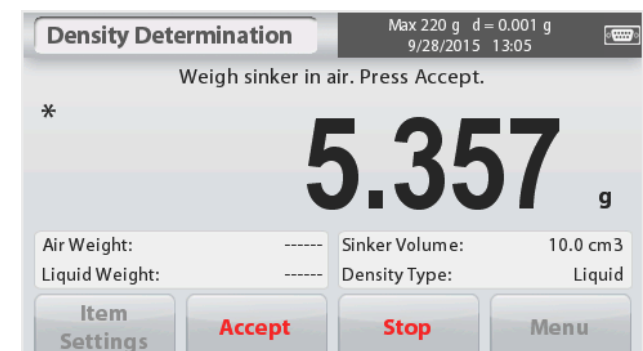 Density Determination
Max 220 g d = 0.001 g
9/28/2015 13:05
Weigh sinker in air. Press Accept.
*
5.357 g
Air Weight: ------ Sinker Volume: 10.0 cm3
Liquid Weight: ------ Density Type: Liquid
Item
Settings
Accept
Stop
Menu